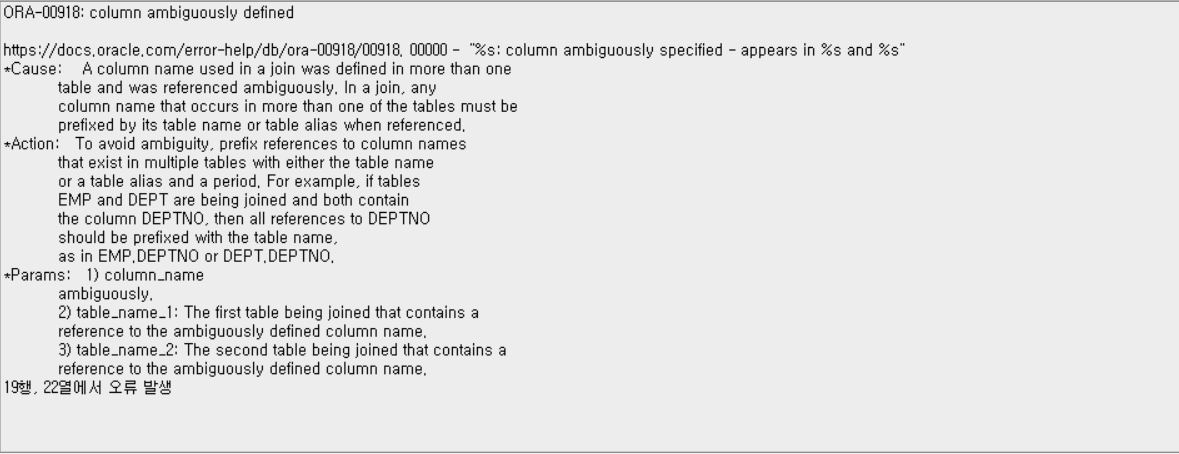 ORA-00918: column ambiguously defined
https://docs.oracle.com/error-help/db/ora-00918/00918. 00000 - "%s: column ambiguously specified - appears in %s and %s"
*Cause: A column name used in a join was defined in more than one
table and was referenced ambiguously. In a join, any
column name that occurs in more than one of the tables must be
prefixed by its table name or table alias when referenced.
*Action: To avoid ambiguity, prefix references to column names
that exist in multiple tables with either the table name
or a table alias and a period. For example, if tables
EMP and DEPT are being joined and both contain
the column DEPTNO, then all references to DEPTNO
should be prefixed with the table name,
as in EMP.DEPTNO or DEPT.DEPTNO.
*Params: 1) column_name
ambiguously.
2) table_name_1: The first table being joined that contains a
reference to the ambiguously defined column name.
3) table_name_2: The second table being joined that contains a
reference to the ambiguously defined column name.
19행, 22열에서 오류 발생